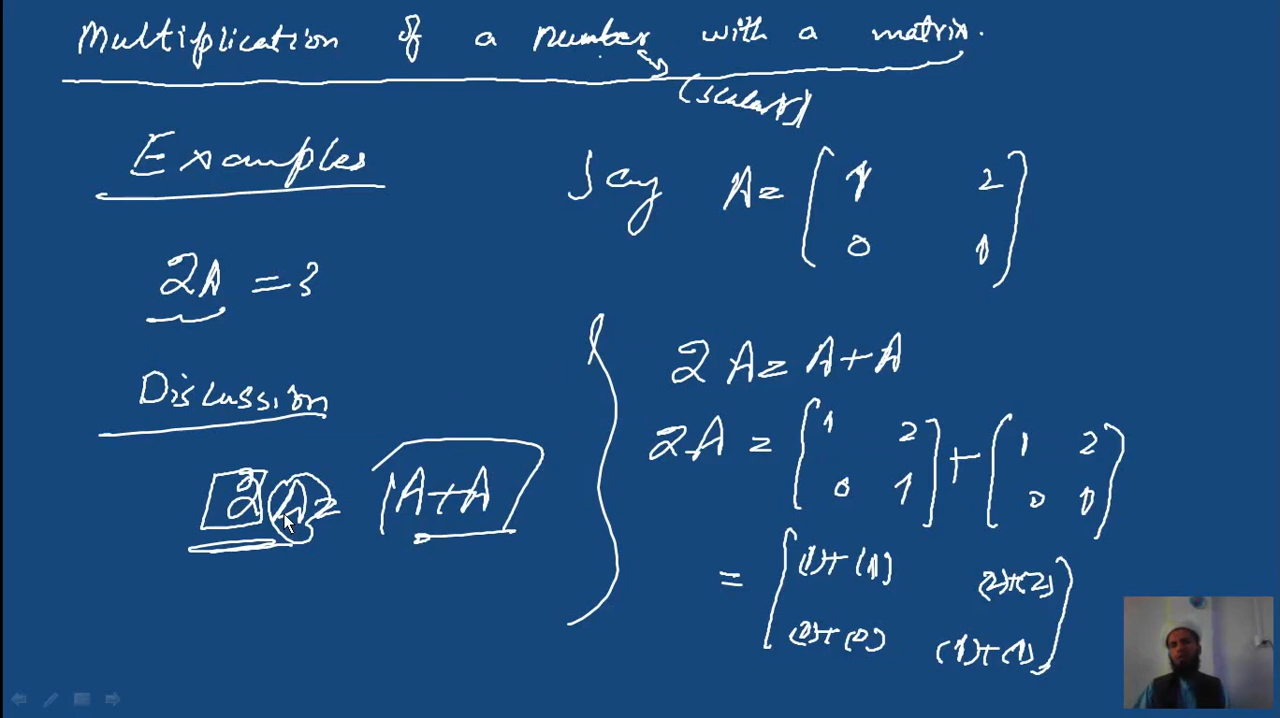 Multiplication of a number with a matrix.
(scalar)
Examples
Say A = [1 2
0 1]
2A = 3
2A = A+A
Discussion
2A = [1 2 0 1] + [1 2 0 1]
2A = A+A
= [(1)+(1) (2)+(2)
(0)+(0) (1)+(1)]